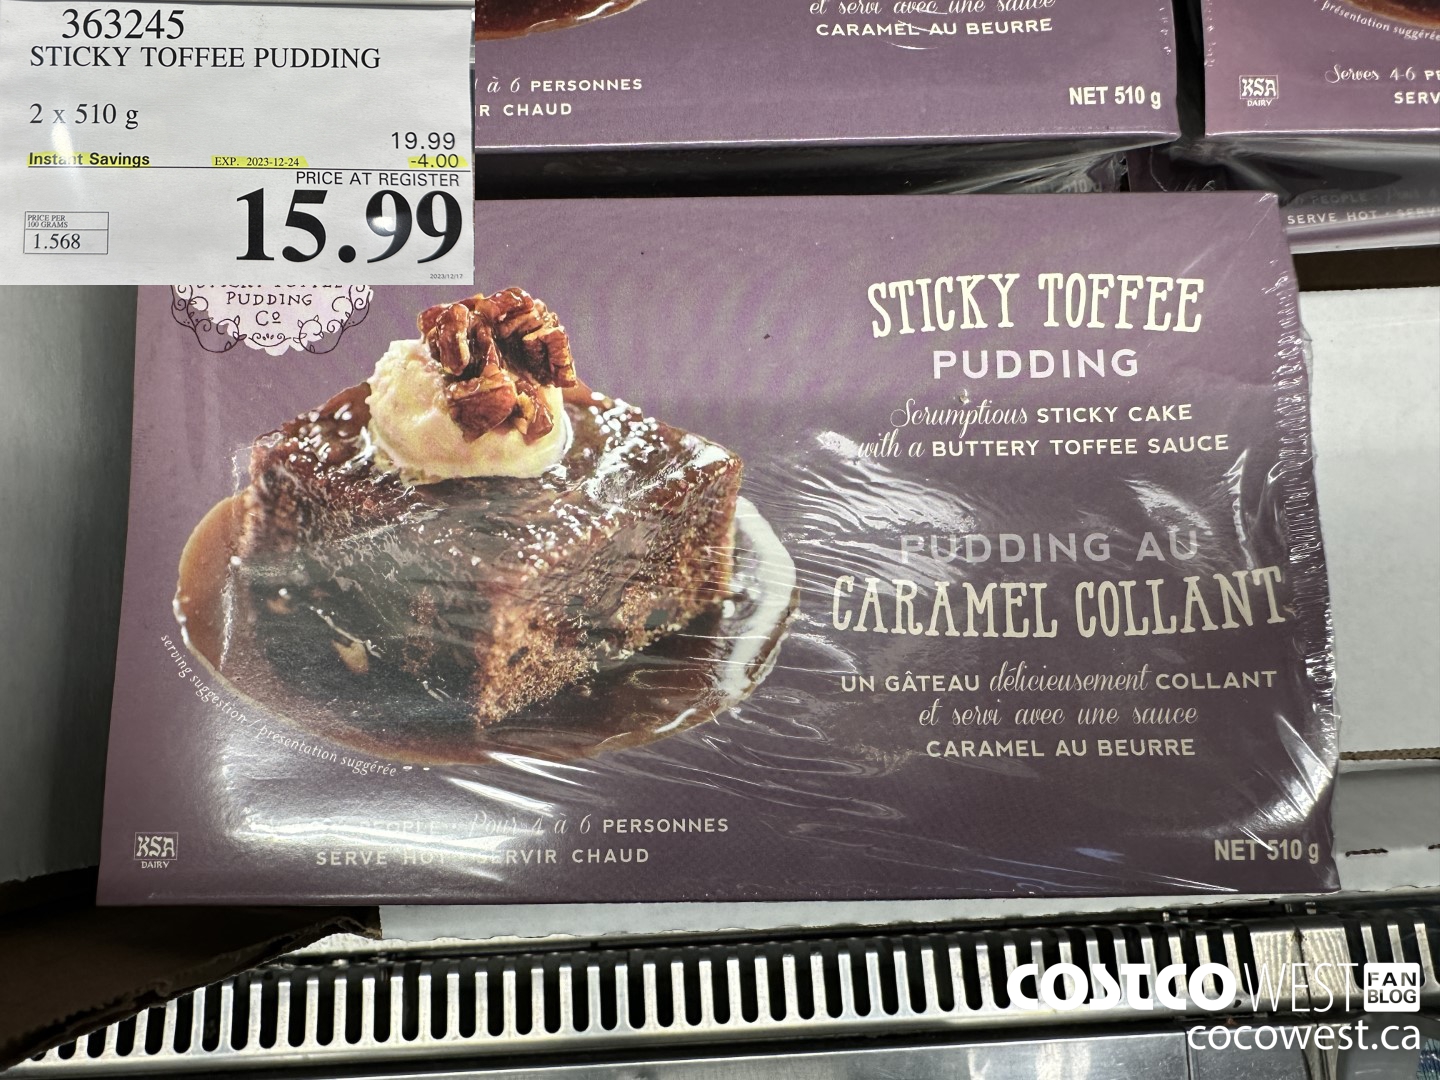 363245
STICKY TOFFEE PUDDING
2 x 510 g
19.99
Instant Savings EXP. 2023-12-24 -4.00
PRICE AT REGISTER
15.99
PRICE PER
100 GRAMS
1.568
2023/12/17
et servi avec une sauce
CARAMEL AU BEURRE
à 6 PERSONNES
CHAUD
NET 510 g
présentation suggérée
KSA
DAIRY
Serves 4-6
SERVE HOT
PUDDING
Co
STICKY TOFFEE
PUDDING
Scrumptious STICKY CAKE
with a BUTTERY TOFFEE SAUCE
PUDDING AU
CARAMEL COLLANT
UN GÂTEAU délicieusement COLLANT
et servi avec une sauce
CARAMEL AU BEURRE
serving suggestion / présentation suggérée
PEOPLE - Pour 4 à 6 PERSONNES
SERVE HOT - SERVIR CHAUD
KSA
DAIRY
NET 510 g
COSTCO WEST FAN
BLOG
cocowest.ca